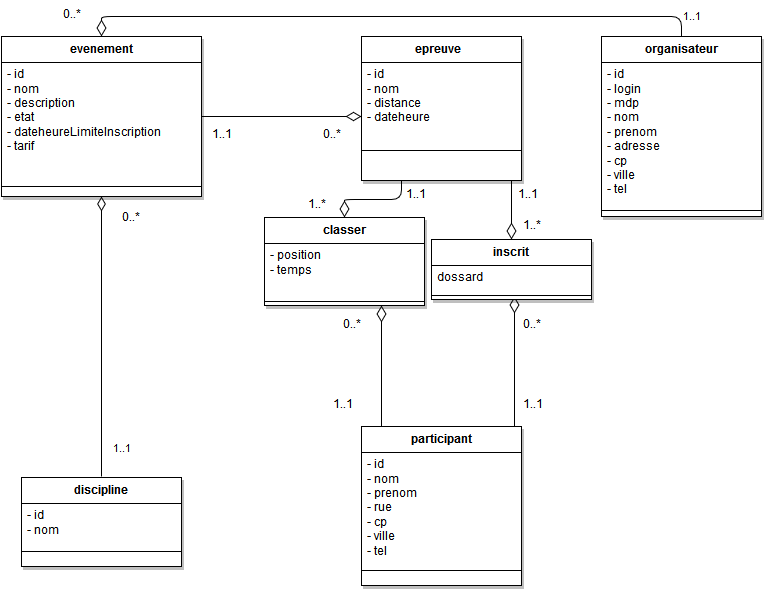 0..*
1..1
evenement
- id
- nom
- description
- etat
- dateheureLimiteInscription
- tarif
epreuve
- id
- nom
- distance
- dateheure
organisateur
- id
- login
- mdp
- nom
- prenom
- adresse
- cp
- ville
- tel
1..1
0..*
0..*
1..1
1..1
1..*
1..*
classer
- position
- temps
inscrit
dossard
0..*
0..*
1..1
1..1
1..1
discipline
- id
- nom
participant
- id
- nom
- prenom
- rue
- cp
- ville
- tel